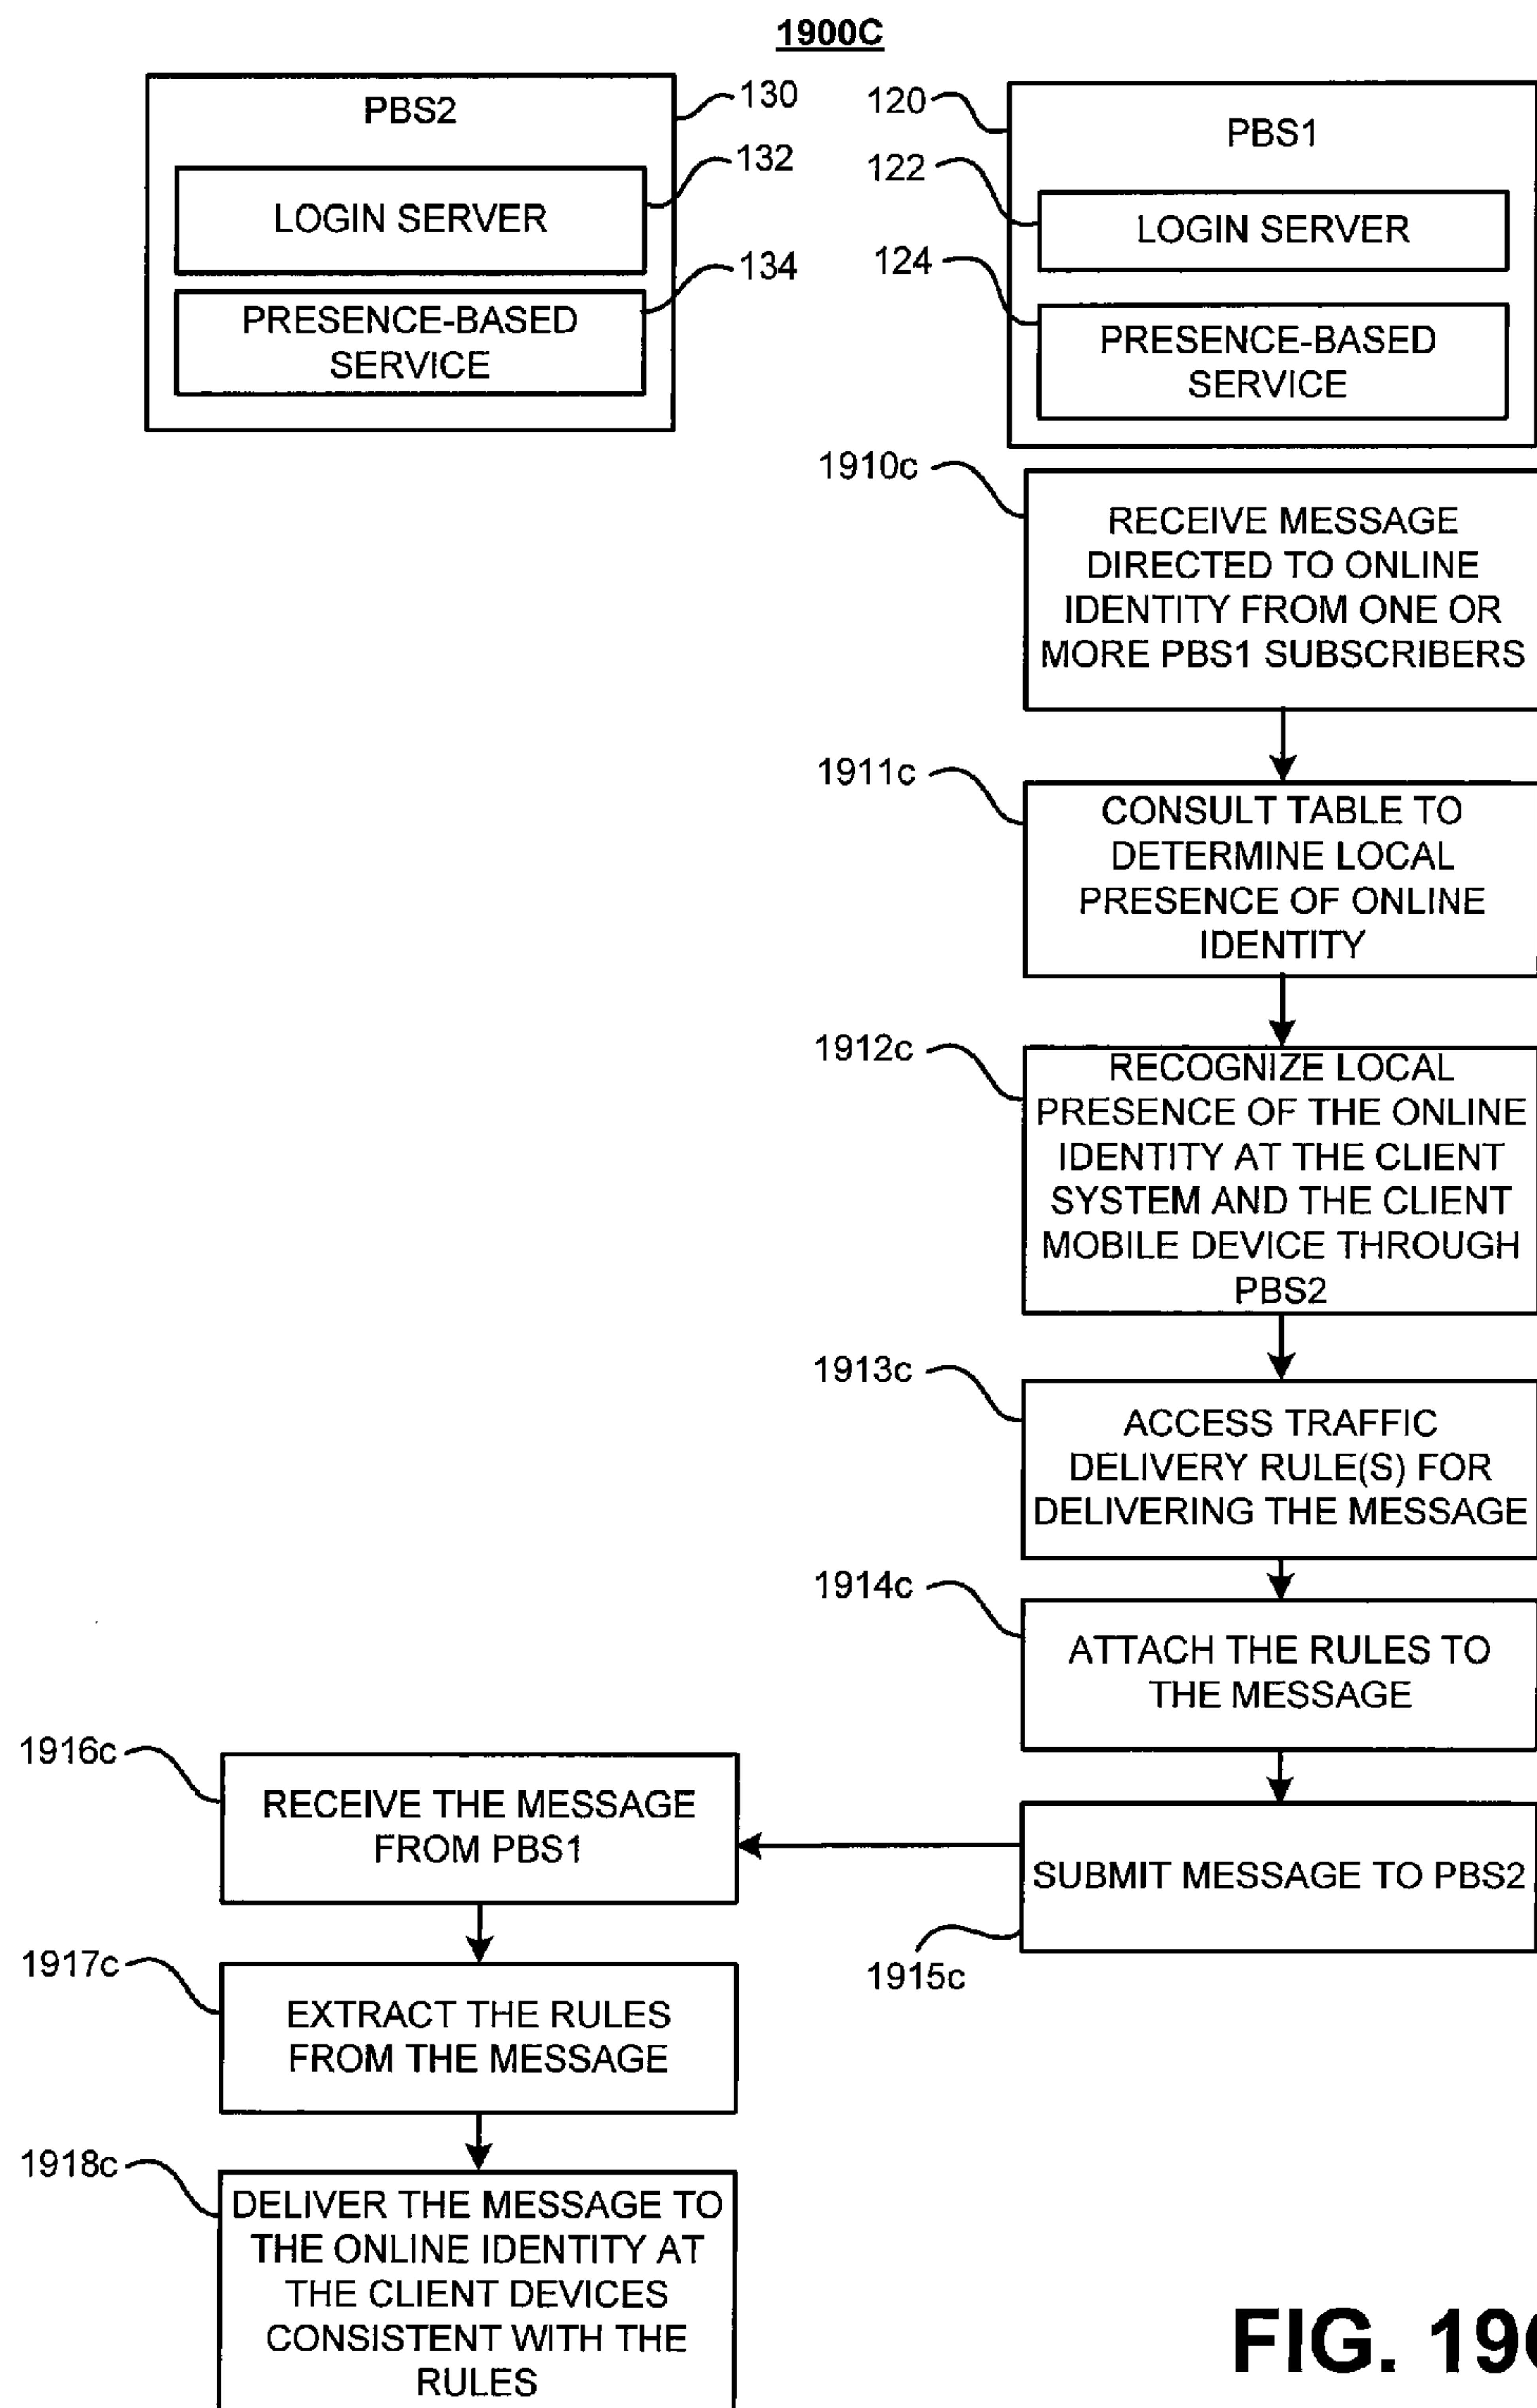 1900C
PBS2
130
LOGIN SERVER
132
PRESENCE-BASED
SERVICE
134
120
PBS1
122
LOGIN SERVER
124
PRESENCE-BASED
SERVICE
1910c
RECEIVE MESSAGE
DIRECTED TO ONLINE
IDENTITY FROM ONE OR
MORE PBS1 SUBSCRIBERS
1911c
CONSULT TABLE TO
DETERMINE LOCAL
PRESENCE OF ONLINE
IDENTITY
1912c
RECOGNIZE LOCAL
PRESENCE OF THE ONLINE
IDENTITY AT THE CLIENT
SYSTEM AND THE CLIENT
MOBILE DEVICE THROUGH
PBS2
1913c
ACCESS TRAFFIC
DELIVERY RULE(S) FOR
DELIVERING THE MESSAGE
1914c
ATTACH THE RULES TO
THE MESSAGE
SUBMIT MESSAGE TO PBS2
1915c
1916c
RECEIVE THE MESSAGE
FROM PBS1
1917c
EXTRACT THE RULES
FROM THE MESSAGE
1918c
DELIVER THE MESSAGE TO
THE ONLINE IDENTITY AT
THE CLIENT DEVICES
CONSISTENT WITH THE
RULES
FIG. 19